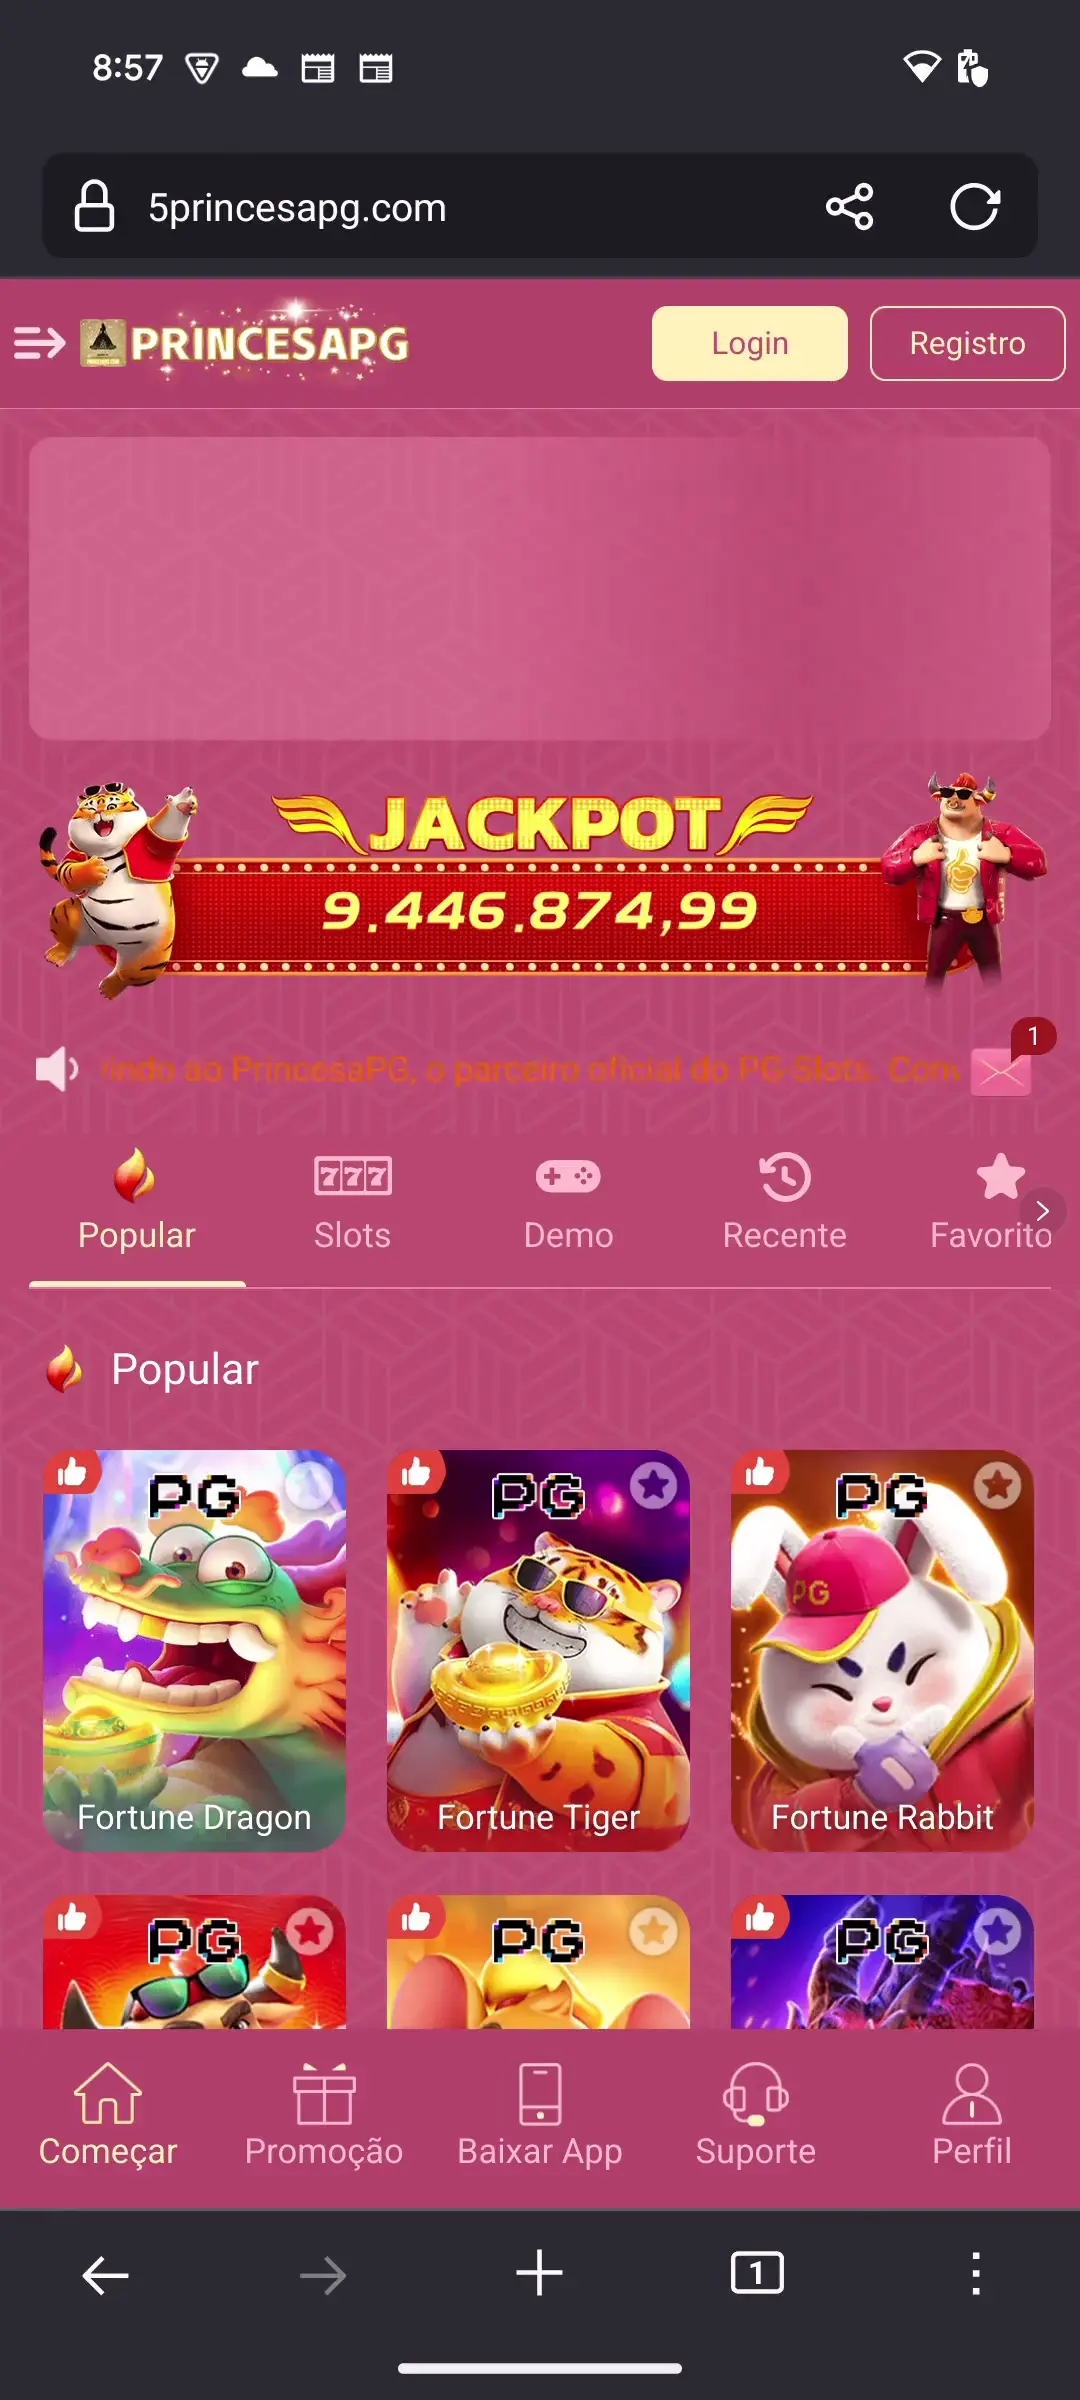 8:57
5princesapg.com
PRINCESAPG
Login
Registro
JACKPOT
9.446.874,99
indo ao PrincesaPG, o parceiro oficial do PG Slots. Con
1
Popular
777
Slots
Demo
Recente
Favorito
Popular
PG
PG
PG
PG
Fortune Dragon
Fortune Tiger
Fortune Rabbit
PG
PG
PG
Começar
Promoção
Baixar App
Suporte
Perfil
1